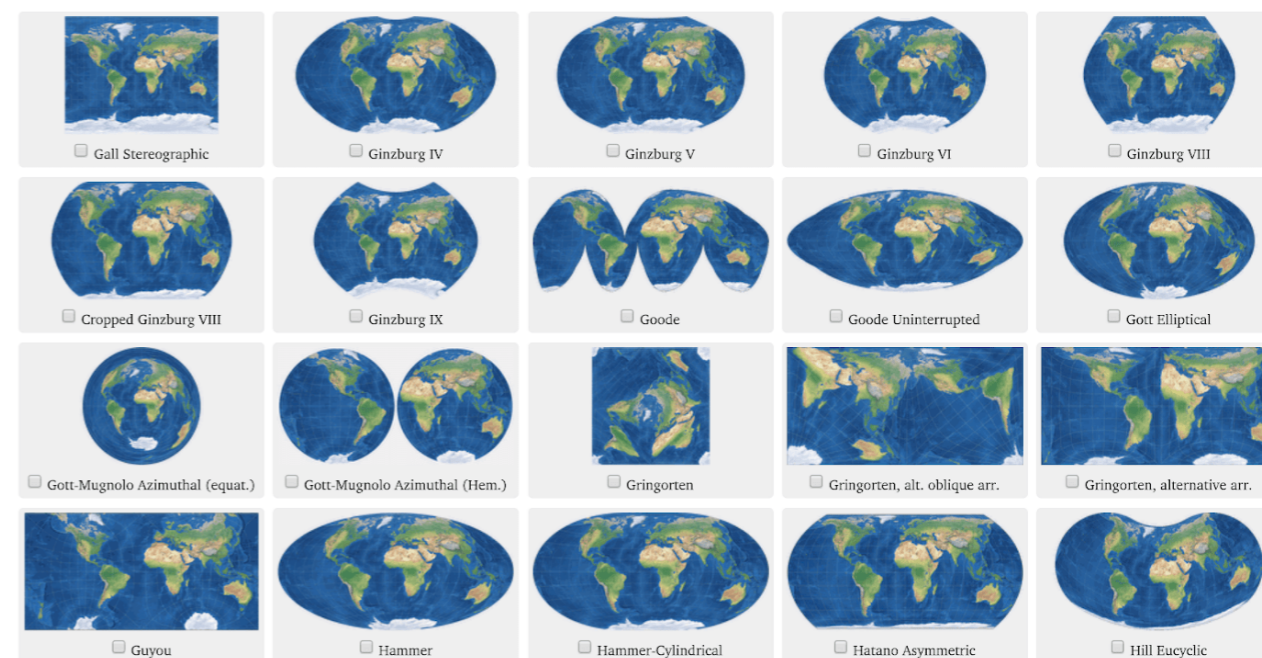 Gall Stereographic
Ginzburg IV
Ginzburg V
Ginzburg VI
Ginzburg VIII
Cropped Ginzburg VIII
Ginzburg IX
Goode
Goode Uninterrupted
Gott Elliptical
Gott-Mugnolo Azimuthal (equat.)
Gott-Mugnolo Azimuthal (Hem.)
Gringorten
Gringorten, alt. oblique arr.
Gringorten, alternative arr.
Guyou
Hammer
Hammer-Cylindrical
Hatano Asymmetric
Hill Eucyclic